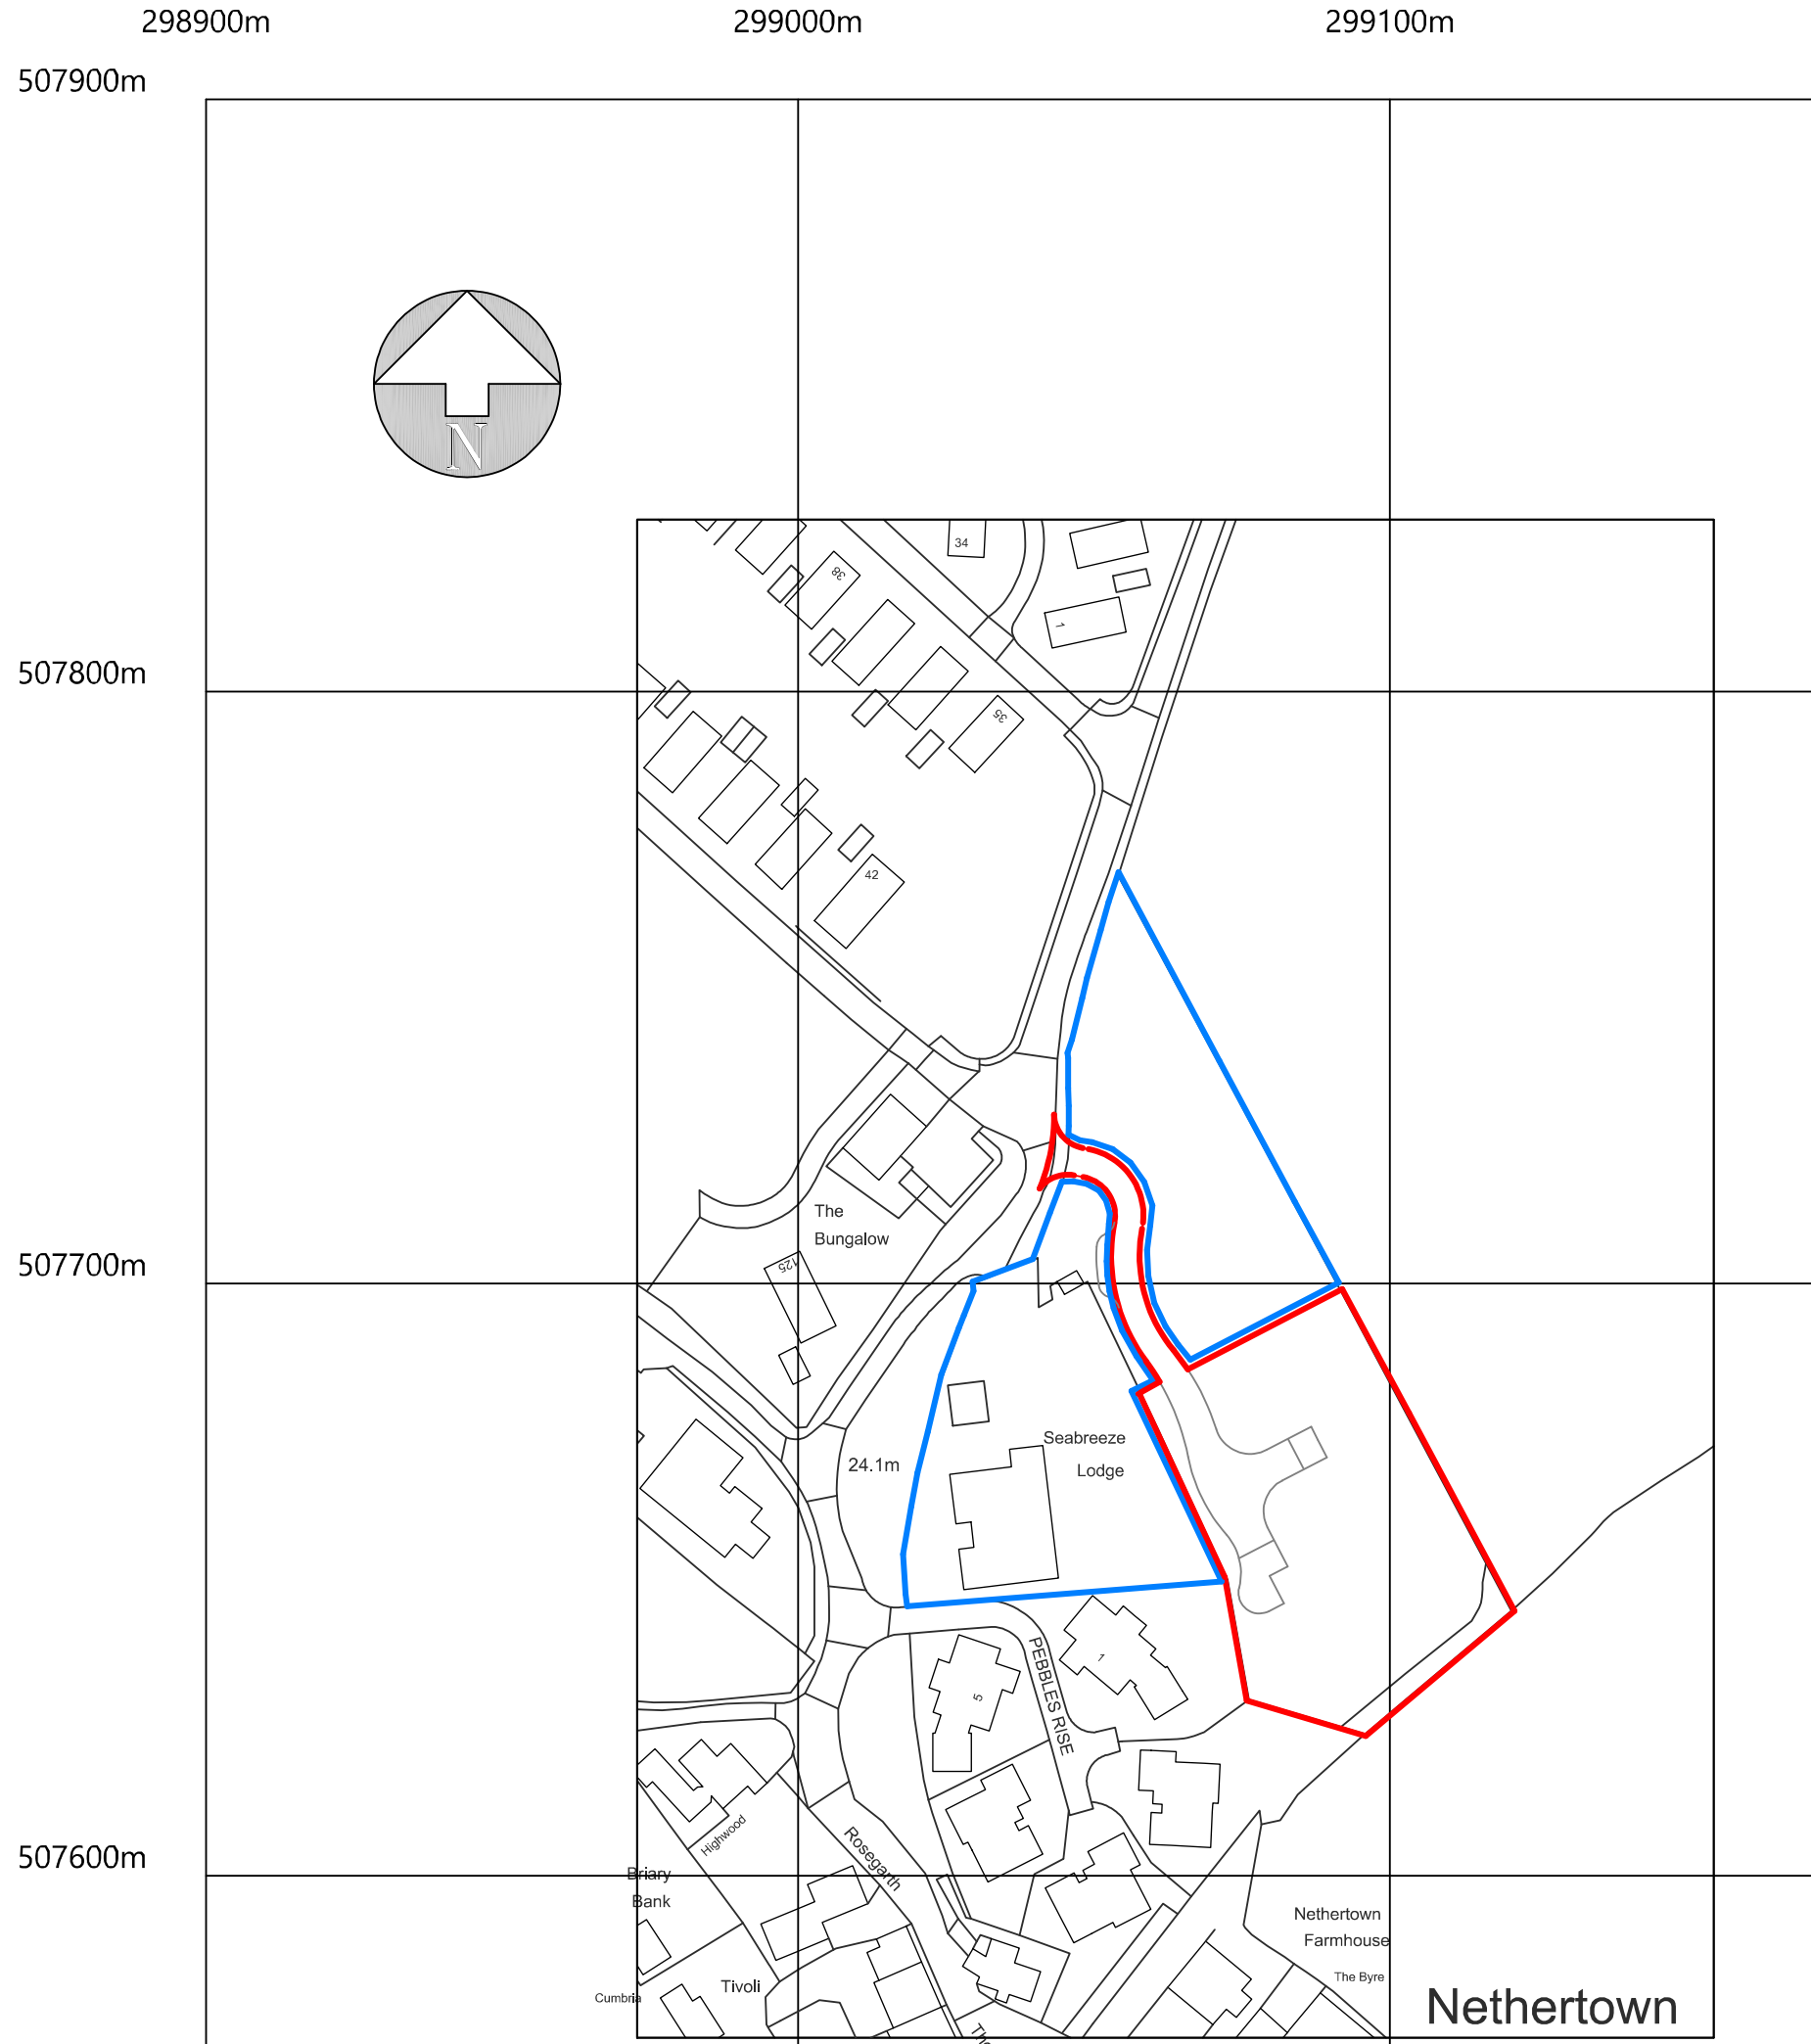 298900m 299000m 299100m
507900m
N
34
38
1
507800m
35
42
The
Bungalow
125
507700m
Seabreeze
Lodge
24.1m
PEBBLES RISE
1
5
Highwood
Rosegarth
507600m
Briary
Bank
Nethertown
Farmhouse
The Byre
Tivoli
Cumbria
Nethertown
The